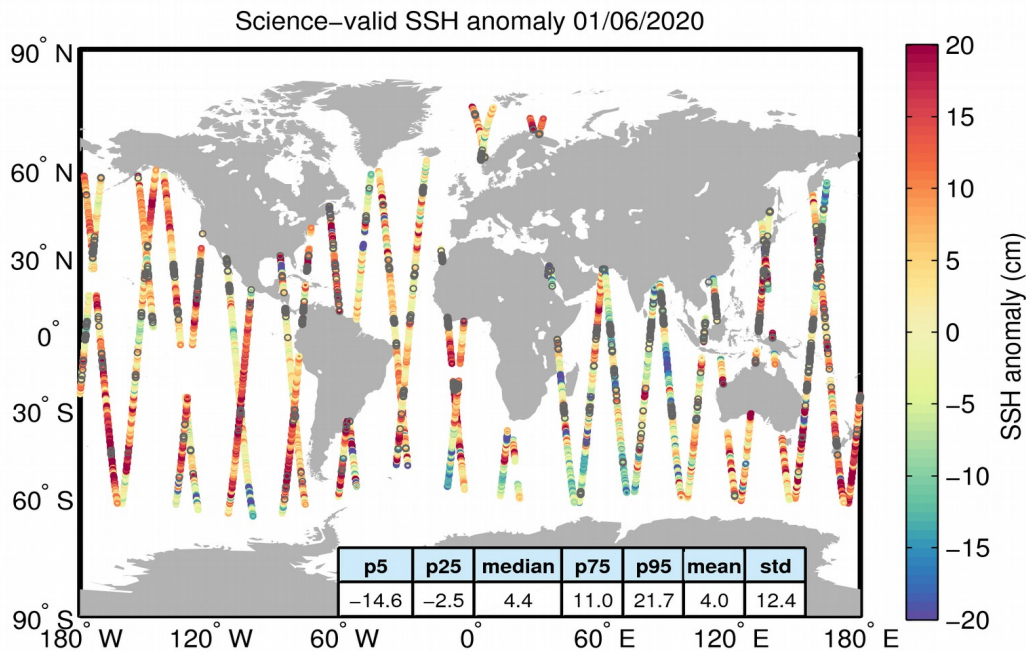 Science−valid SSH anomaly 01/06/2020
90° N
60° N
30° N
0°
30° S
60° S
90° S
180° W
120° W
60° W
0°
60° E
120° E
180° E
p5 p25 median p75 p95 mean std
−14.6 −2.5 4.4 11.0 21.7 4.0 12.4
20
15
10
5
0
−5
−10
−15
−20
SSH anomaly (cm)